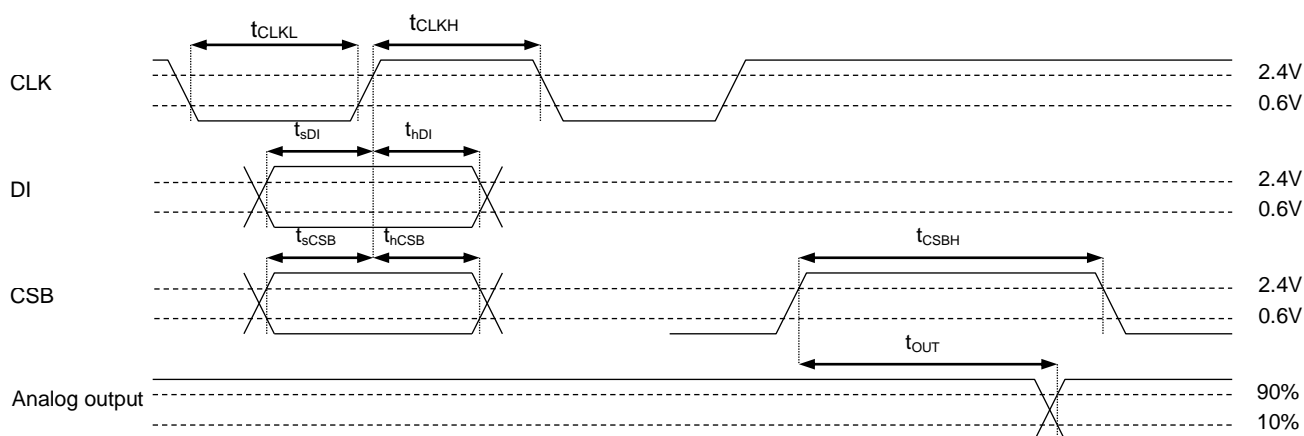 tCLKL tCLKH
CLK 2.4V
0.6V
tsDI thDI
DI 2.4V
0.6V
tsCSB thCSB tCSBH
CSB 2.4V
0.6V
tOUT
Analog output 90%
10%